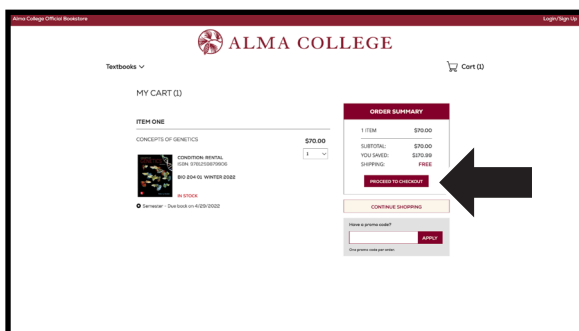 Alma College Official Bookstore
Login/Sign Up
ALMA COLLEGE
Textbooks
Cart (1)
MY CART (1)
ITEM ONE
CONCEPTS OF GENETICS
$70.00
1
CONDITION: RENTAL
ISBN: 9781259879906
BIO 204 01 WINTER 2022
IN STOCK
Semester - Due back on 4/29/2022
ORDER SUMMARY
1 ITEM $70.00
SUBTOTAL: $70.00
YOU SAVED: $170.99
SHIPPING: FREE
PROCEED TO CHECKOUT
CONTINUE SHOPPING
Have a promo code?
APPLY
One promo code per order.